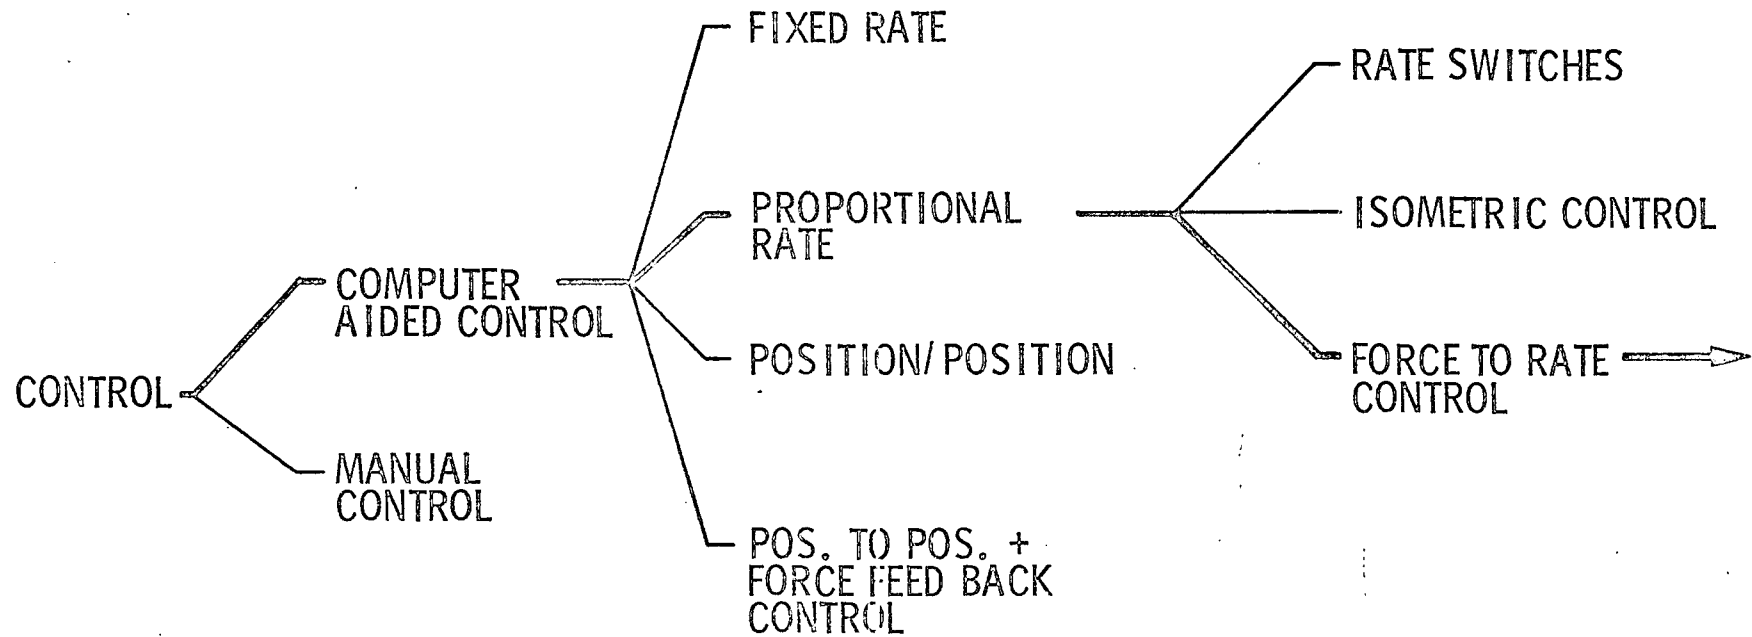 CONTROL
COMPUTER
AIDED CONTROL
MANUAL
CONTROL
FIXED RATE
PROPORTIONAL
RATE
POSITION/POSITION
POS. TO POS. +
FORCE FEED BACK
CONTROL
RATE SWITCHES
ISOMETRIC CONTROL
FORCE TO RATE
CONTROL